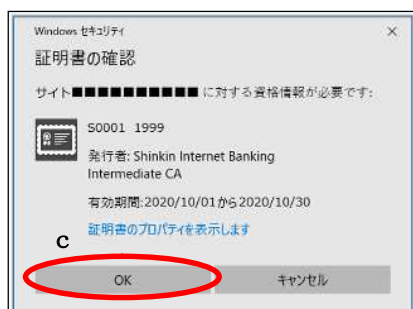 Windows セキュリティ
証明書の確認
サイト■■■■■■■■■■ に対する資格情報が必要です:
S0001 1999
発行者: Shinkin Internet Banking
Intermediate CA
有効期間:2020/10/01から2020/10/30
証明書のプロパティを表示します
C
OK キャンセル